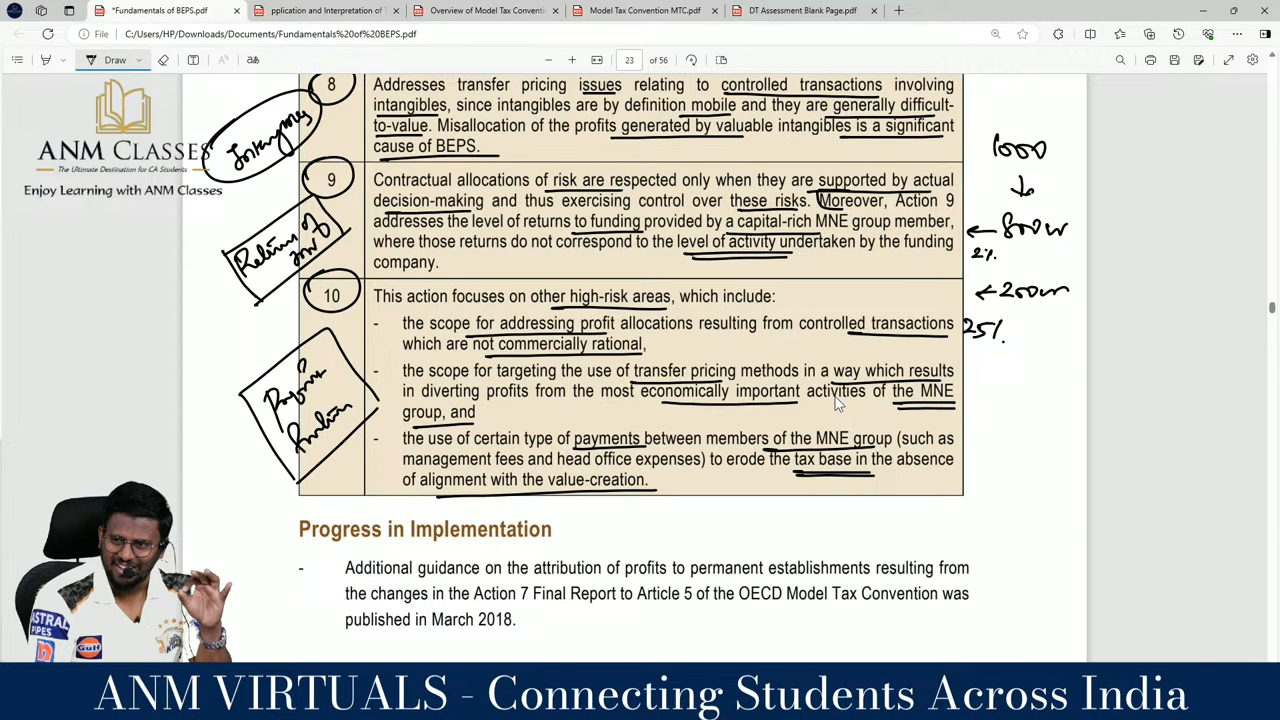 *Fundamentals of BEPS.pdf
pplication and Interpretation of T
Overview of Model Tax Conventi
Model Tax Convention MTC.pdf
DT Assessment Blank Page.pdf
File
C:/Users/HP/Downloads/Documents/Fundamentals%20of%20BEPS.pdf
Draw
23 of 56
8
Addresses transfer pricing issues relating to controlled transactions involving
intangibles, since intangibles are by definition mobile and they are generally difficult-
to-value. Misallocation of the profits generated by valuable intangibles is a significant
cause of BEPS.
ANM CLASSES
The Ultimate Destination for CA Students
Enjoy Learning with ANM Classes
9
Contractual allocations of risk are respected only when they are supported by actual
decision-making and thus exercising control over these risks. Moreover, Action 9
addresses the level of returns to funding provided by a capital-rich MNE group member,
where those returns do not correspond to the level of activity undertaken by the funding
company.
1000
2%
25%
10
This action focuses on other high-risk areas, which include:
- the scope for addressing profit allocations resulting from controlled transactions
which are not commercially rational,
- the scope for targeting the use of transfer pricing methods in a way which results
in diverting profits from the most economically important activities of the MNE
group, and
- the use of certain type of payments between members of the MNE group (such as
management fees and head office expenses) to erode the tax base in the absence
of alignment with the value-creation.
Progress in Implementation
- Additional guidance on the attribution of profits to permanent establishments resulting from
the changes in the Action 7 Final Report to Article 5 of the OECD Model Tax Convention was
published in March 2018.
ASTRAL
PIPES
Gulf
ANM VIRTUALS - Connecting Students Across India